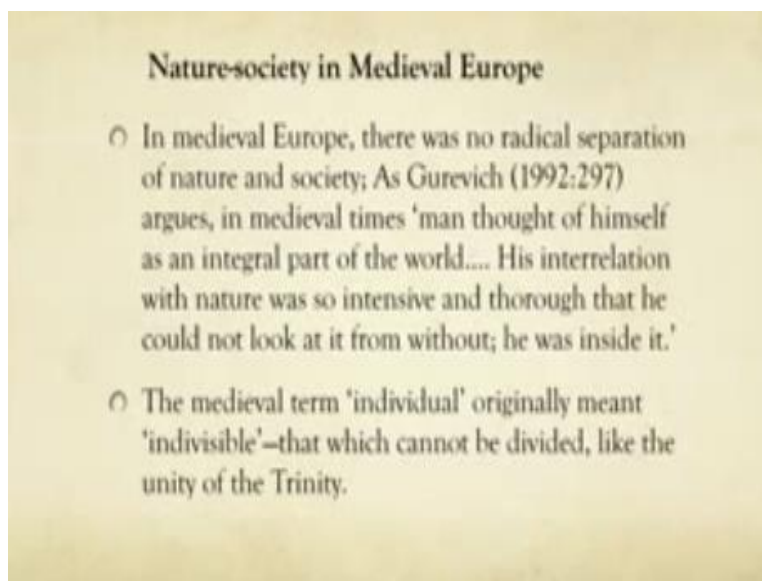 Nature-society in Medieval Europe
In medieval Europe, there was no radical separation
of nature and society; As Gurevich (1992:297)
argues, in medieval times 'man thought of himself
as an integral part of the world.... His interrelation
with nature was so intensive and thorough that he
could not look at it from without; he was inside it.'
The medieval term 'individual' originally meant
'indivisible'–that which cannot be divided, like the
unity of the Trinity.